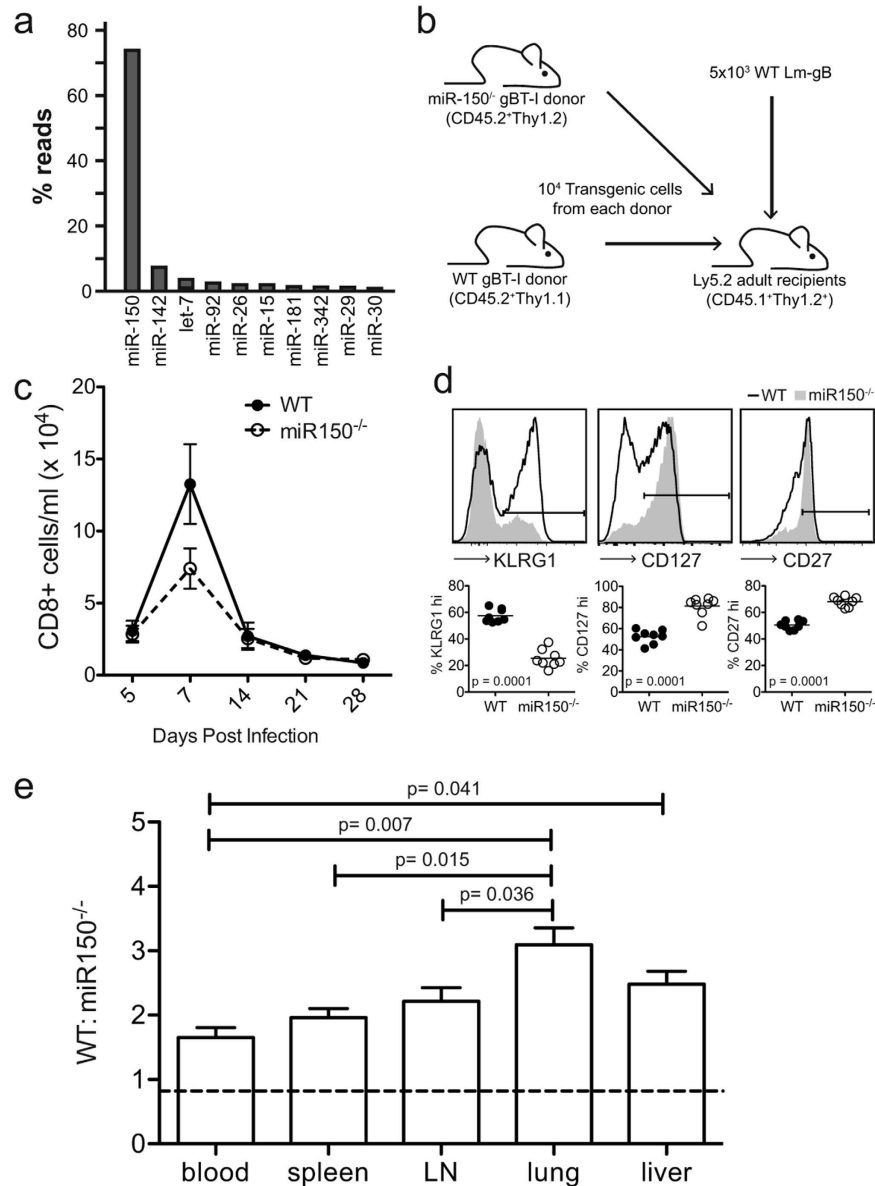 a
80
60
40
20
0
% reads
miR-150
miR-142
let-7
miR-92
miR-26
miR-15
miR-181
miR-342
miR-29
miR-30
b
miR-150⁻/⁻ gBT-I donor
(CD45.2⁺Thy1.2)
5x10³ WT Lm-gB
10⁴ Transgenic cells
from each donor
WT gBT-I donor
(CD45.2⁺Thy1.1)
Ly5.2 adult recipients
(CD45.1⁺Thy1.2⁺)
c
20
15
10
5
0
CD8+ cells/ml (x 10⁴)
WT
miR150⁻/⁻
5
7
14
21
28
Days Post Infection
d
WT miR150⁻/⁻
KLRG1
CD127
CD27
80
60
40
20
0
% KLRG1 hi
p = 0.0001
WT miR150⁻/⁻
100
80
60
40
20
0
% CD127 hi
p = 0.0001
WT miR150⁻/⁻
80
60
40
20
0
% CD27 hi
p = 0.0001
WT miR150⁻/⁻
e
p= 0.041
p= 0.007
p= 0.015
p= 0.036
5
4
3
2
1
0
WT: miR150⁻/⁻
blood spleen LN lung liver